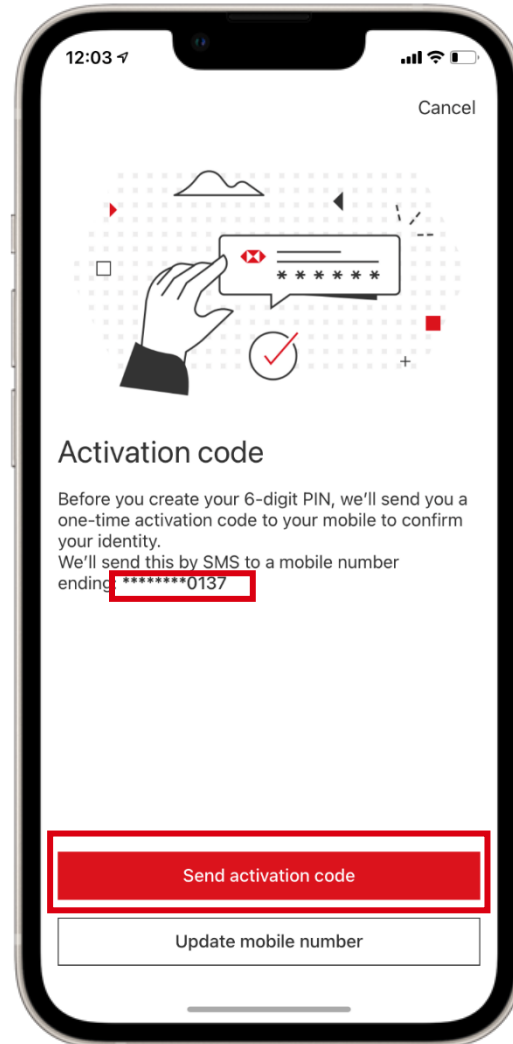 12:03
Cancel
* * * * * *
Activation code
Before you create your 6-digit PIN, we'll send you a
one-time activation code to your mobile to confirm
your identity.
We'll send this by SMS to a mobile number
ending ********0137
Send activation code
Update mobile number